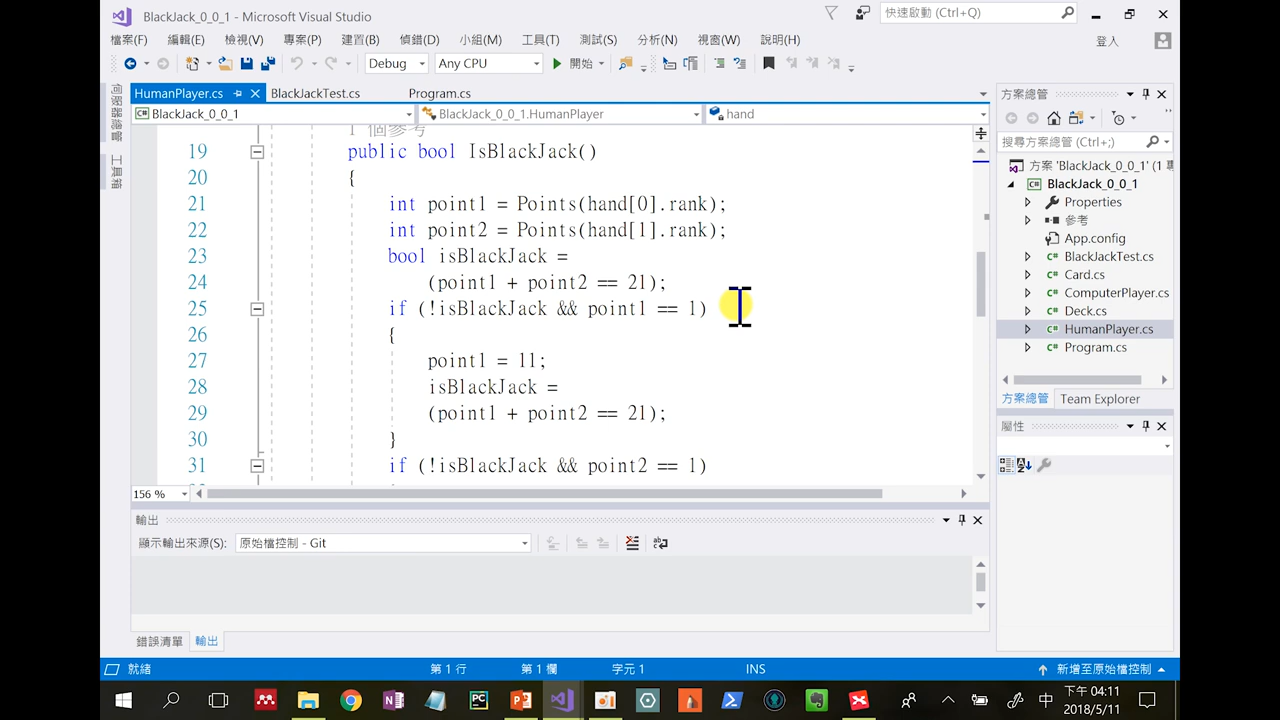 BlackJack_0_0_1 - Microsoft Visual Studio
快速啟動 (Ctrl+Q)
檔案(F) 編輯(E) 檢視(V) 專案(P) 建置(B) 偵錯(D) 小組(M) 工具(T) 測試(S) 分析(N) 視窗(W) 說明(H)
登入
Debug Any CPU 開始
伺服器總管
工具箱
HumanPlayer.cs BlackJackTest.cs Program.cs
BlackJack_0_0_1 BlackJack_0_0_1.HumanPlayer hand
1 個參考
19 public bool IsBlackJack()
20 {
21 int point1 = Points(hand[0].rank);
22 int point2 = Points(hand[1].rank);
23 bool isBlackJack =
24 (point1 + point2 == 21);
25 if (!isBlackJack && point1 == 1)
26 {
27 point1 = 11;
28 isBlackJack =
29 (point1 + point2 == 21);
30 }
31 if (!isBlackJack && point2 == 1)
156 %
輸出
顯示輸出來源(S): 原始檔控制 - Git
錯誤清單 輸出
方案總管
搜尋方案總管 (Ctrl+;)
方案 'BlackJack_0_0_1' (1 專
BlackJack_0_0_1
Properties
參考
App.config
BlackJackTest.cs
Card.cs
ComputerPlayer.cs
Deck.cs
HumanPlayer.cs
Program.cs
方案總管 Team Explorer
屬性
就緒 第 1 行 第 1 欄 字元 1 INS 新增至原始檔控制
中 下午 04:11
2018/5/11